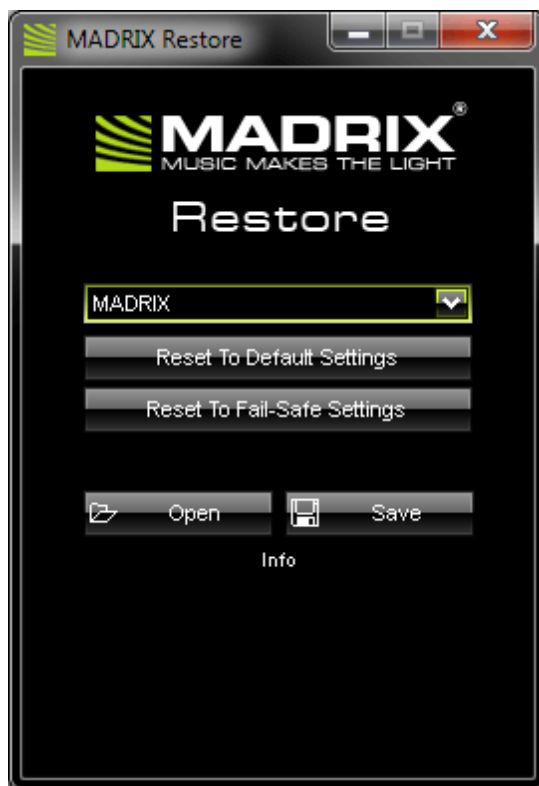 MADRIX Restore
MADRIX®
MUSIC MAKES THE LIGHT
Restore
MADRIX
Reset To Default Settings
Reset To Fail-Safe Settings
Open Save
Info